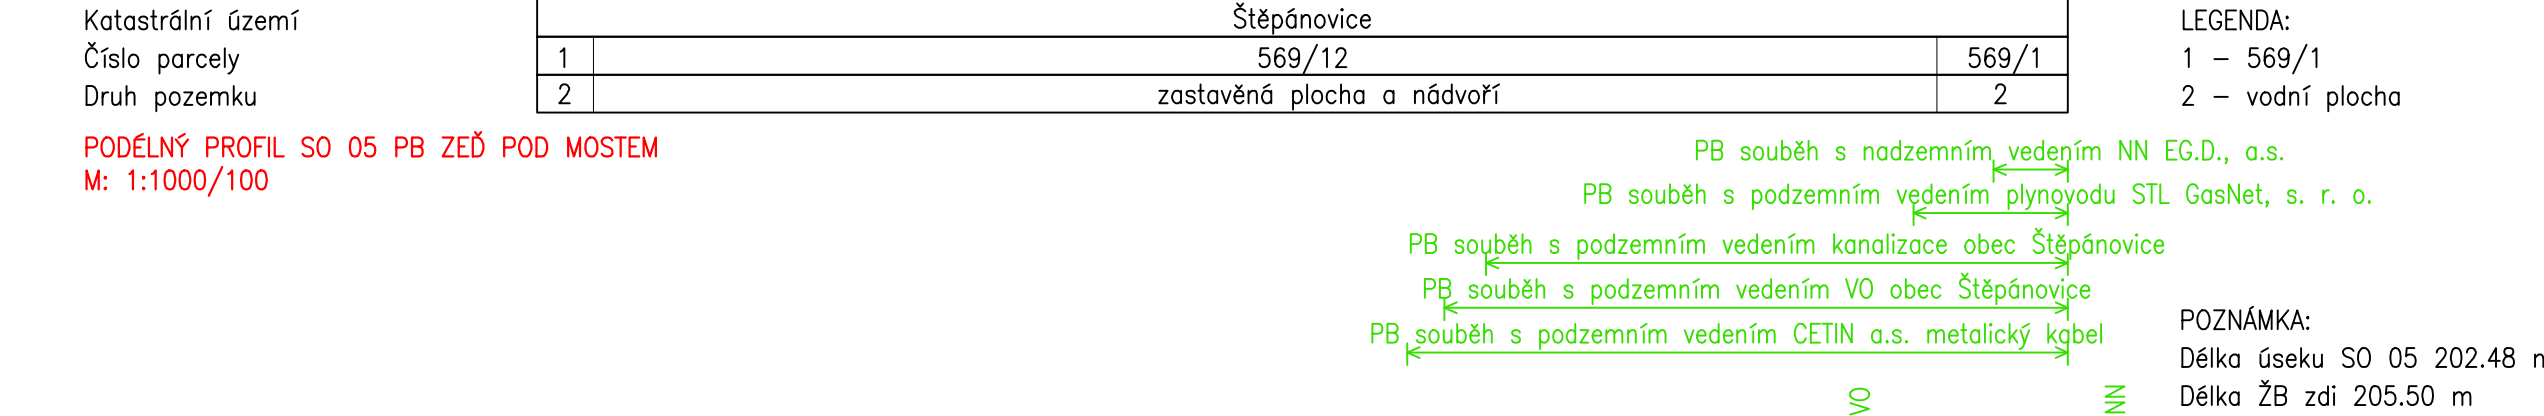 Katastrální území Štěpánovice LEGENDA:
Číslo parcely 1 569/12 569/1 1 – 569/1
Druh pozemku 2 zastavěná plocha a nádvoří 2 2 – vodní plocha
PODÉLNÝ PROFIL SO 05 PB ZEĎ POD MOSTEM
M: 1:1000/100
PB souběh s nadzemním vedením NN EG.D., a.s.
PB souběh s podzemním vedením plynovodu STL GasNet, s. r. o.
PB souběh s podzemním vedením kanalizace obec Štěpánovice
PB souběh s podzemním vedením VO obec Štěpánovice
PB souběh s podzemním vedením CETIN a.s. metalický kabel
POZNÁMKA:
Délka úseku SO 05 202.48
Délka ŽB zdi 205.50 m
VO
NN